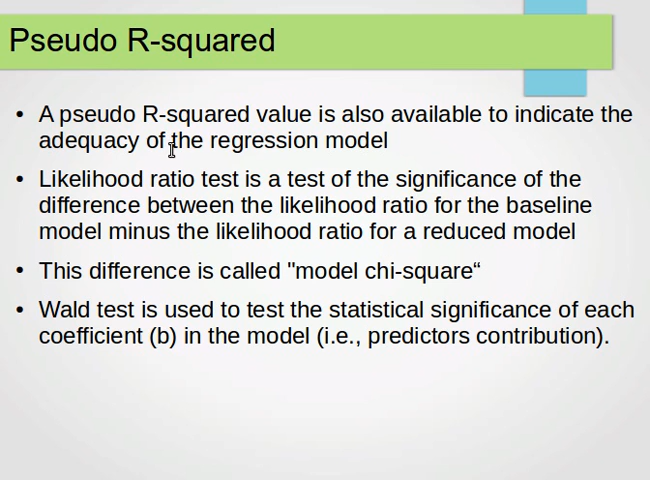 Pseudo R-squared
• A pseudo R-squared value is also available to indicate the
adequacy of the regression model
• Likelihood ratio test is a test of the significance of the
difference between the likelihood ratio for the baseline
model minus the likelihood ratio for a reduced model
• This difference is called "model chi-square“
• Wald test is used to test the statistical significance of each
coefficient (b) in the model (i.e., predictors contribution).